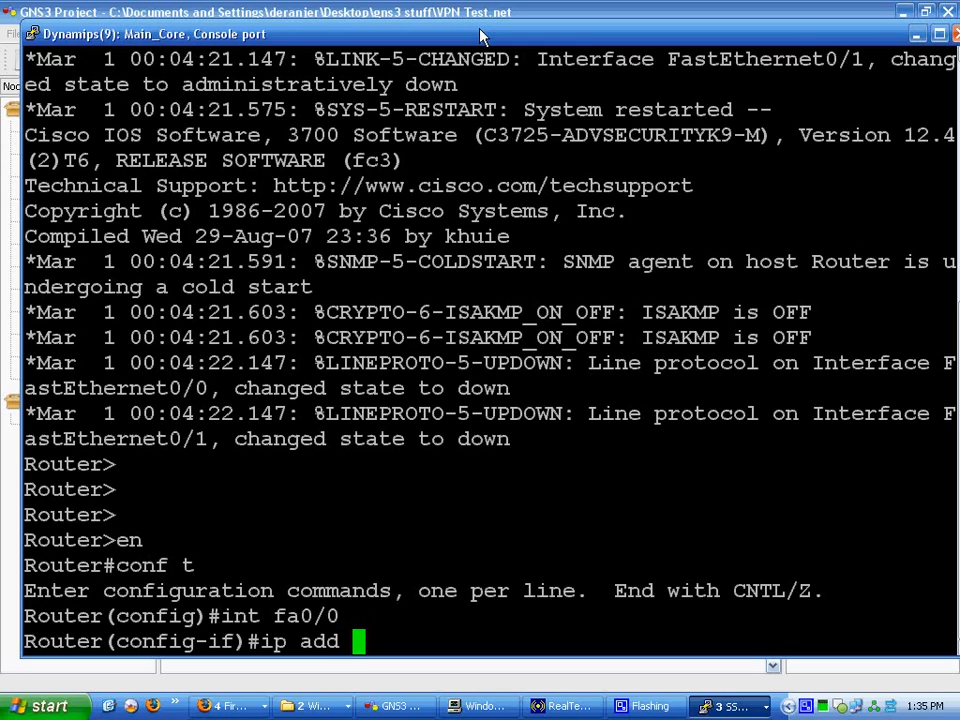 GNS3 Project - C:\Documents and Settings\deranjer\Desktop\gns3 stuff\VPN Test.net
Dynamips(9): Main_Core, Console port
*Mar  1 00:04:21.147: %LINK-5-CHANGED: Interface FastEthernet0/1, chang
ed state to administratively down
*Mar  1 00:04:21.575: %SYS-5-RESTART: System restarted --
Cisco IOS Software, 3700 Software (C3725-ADVSECURITYK9-M), Version 12.4
(2)T6, RELEASE SOFTWARE (fc3)
Technical Support: http://www.cisco.com/techsupport
Copyright (c) 1986-2007 by Cisco Systems, Inc.
Compiled Wed 29-Aug-07 23:36 by khuie
*Mar  1 00:04:21.591: %SNMP-5-COLDSTART: SNMP agent on host Router is u
ndergoing a cold start
*Mar  1 00:04:21.603: %CRYPTO-6-ISAKMP_ON_OFF: ISAKMP is OFF
*Mar  1 00:04:21.603: %CRYPTO-6-ISAKMP_ON_OFF: ISAKMP is OFF
*Mar  1 00:04:22.147: %LINEPROTO-5-UPDOWN: Line protocol on Interface F
astEthernet0/0, changed state to down
*Mar  1 00:04:22.147: %LINEPROTO-5-UPDOWN: Line protocol on Interface F
astEthernet0/1, changed state to down
Router>
Router>
Router>
Router>en
Router#conf t
Enter configuration commands, one per line.  End with CNTL/Z.
Router(config)#int fa0/0
Router(config-if)#ip add
start » 4 Fir... 2 Wi... GNS3 ... Windo... RealTe... Flashing 3 SS... 1:35 PM